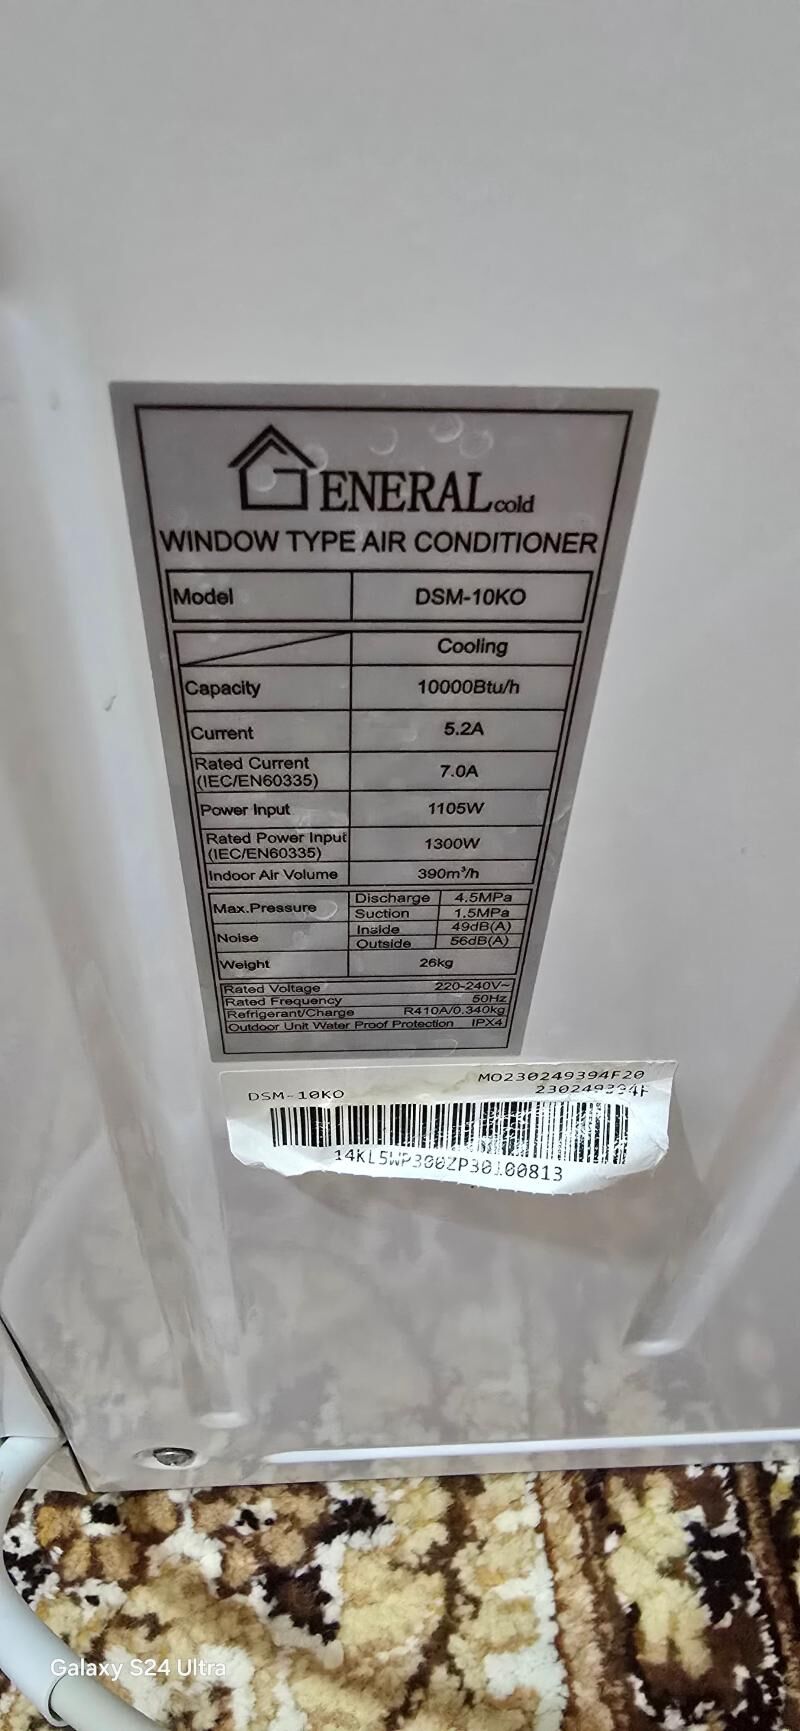 GENERAL cold
WINDOW TYPE AIR CONDITIONER
Model DSM-10KO
Cooling
Capacity 10000Btu/h
Current 5.2A
Rated Current (IEC/EN60335) 7.0A
Power Input 1105W
Rated Power Input (IEC/EN60335) 1300W
Indoor Air Volume 390m³/h
Max.Pressure Discharge 4.5MPa
Suction 1.5MPa
Noise Inside 49dB(A)
Outside 56dB(A)
Weight 26kg
Rated Voltage 220-240V~
Rated Frequency 50Hz
Refrigerant/Charge R410A/0.340kg
Outdoor Unit Water Proof Protection IPX4
MO230249394F20
DSM-10KO 230249394F
14KL5WP300ZP30100813
Galaxy S24 Ultra